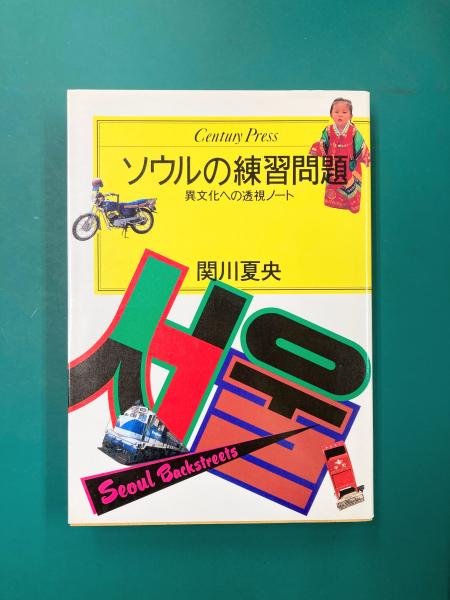 Century Press
ソウルの練習問題
異文化への透視ノート
関川夏央
서울
Seoul Backstreets